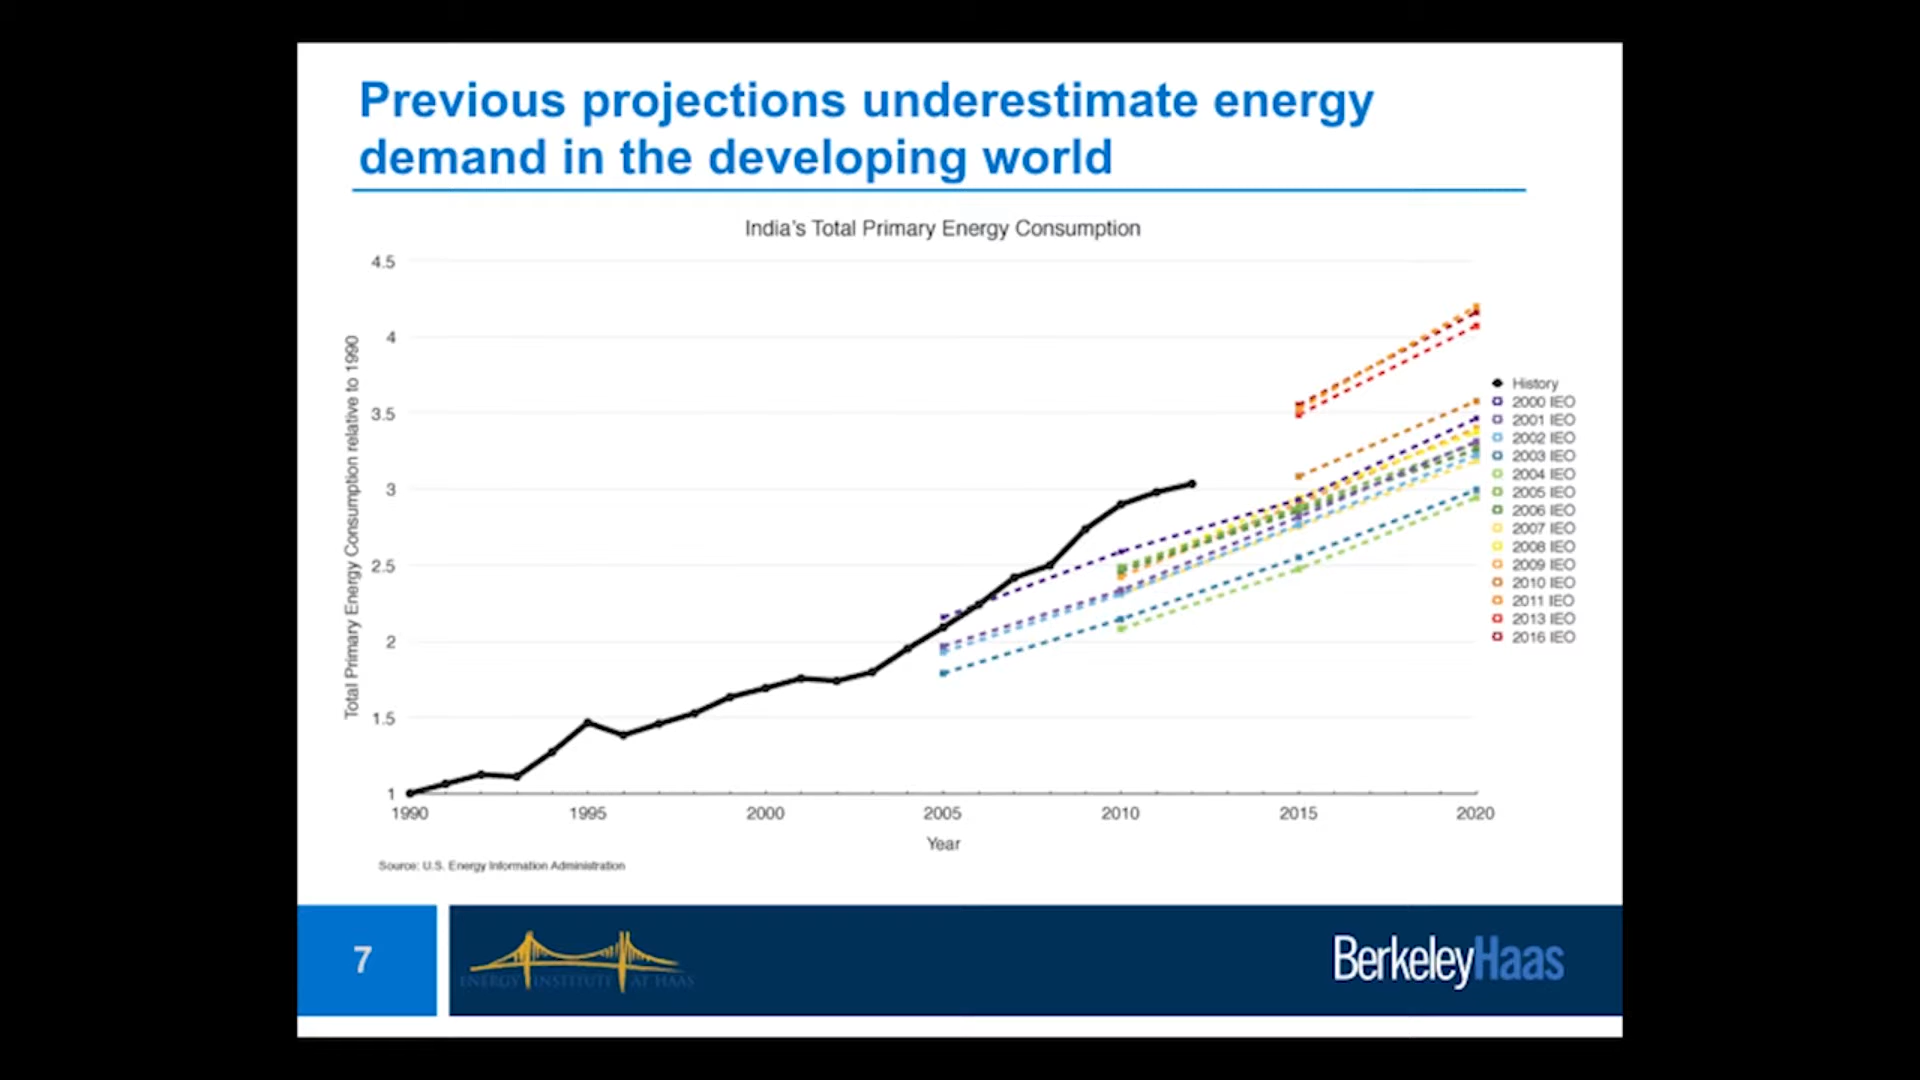 Previous projections underestimate energy
demand in the developing world
India's Total Primary Energy Consumption
Total Primary Energy Consumption relative to 1990
4.5
4
3.5
3
2.5
2
1.5
1
1990 1995 2000 2005 2010 2015 2020
Year
History
2000 IEO
2001 IEO
2002 IEO
2003 IEO
2004 IEO
2005 IEO
2006 IEO
2007 IEO
2008 IEO
2009 IEO
2010 IEO
2011 IEO
2013 IEO
2016 IEO
Source: U.S. Energy Information Administration
7
ENERGY INSTITUTE AT HAAS
BerkeleyHaas